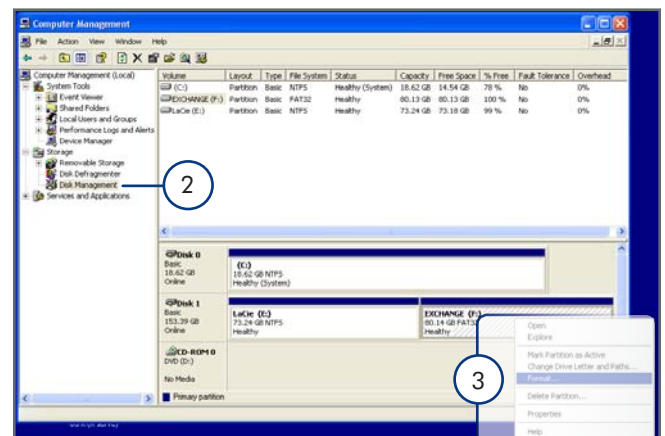 Computer Management
File Action View Window Help
Computer Management (Local)
System Tools
Event Viewer
Shared Folders
Local Users and Groups
Performance Logs and Alerts
Device Manager
Storage
Removable Storage
Disk Defragmenter
Disk Management
Services and Applications
2
Volume Layout Type File System Status Capacity Free Space % Free Fault Tolerance Overhead
(C:) Partition Basic NTFS Healthy (System) 18.62 GB 14.54 GB 78 % No 0%
EXCHANGE (F:) Partition Basic FAT32 Healthy 80.13 GB 80.13 GB 100 % No 0%
LaCie (E:) Partition Basic NTFS Healthy 73.24 GB 73.18 GB 99 % No 0%
Disk 0
Basic
18.62 GB
Online
(C:)
18.62 GB NTFS
Healthy (System)
Disk 1
Basic
153.39 GB
Online
LaCie (E:)
73.24 GB NTFS
Healthy
EXCHANGE (F:)
80.14 GB FAT32
Healthy
CD-ROM 0
DVD (D:)
No Media
Primary partition
3
Open
Explore
Mark Partition as Active
Change Drive Letter and Paths...
Format...
Delete Partition...
Properties
Help